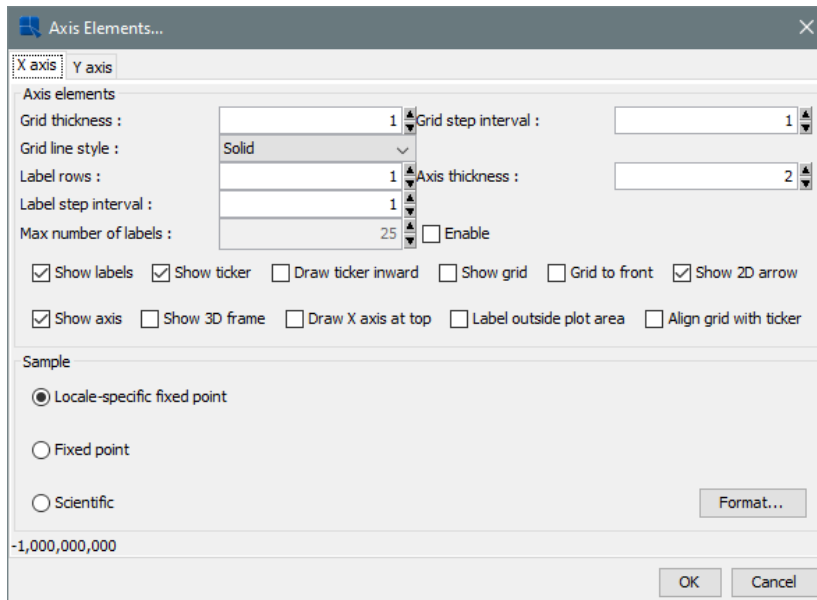 Axis Elements...
X axis Y axis
Axis elements
Grid thickness : 1 Grid step interval : 1
Grid line style : Solid
Label rows : 1 Axis thickness : 2
Label step interval : 1
Max number of labels : 25 Enable
Show labels Show ticker Draw ticker inward Show grid Grid to front Show 2D arrow
Show axis Show 3D frame Draw X axis at top Label outside plot area Align grid with ticker
Sample
Locale-specific fixed point
Fixed point
Scientific Format...
-1,000,000,000
OK Cancel